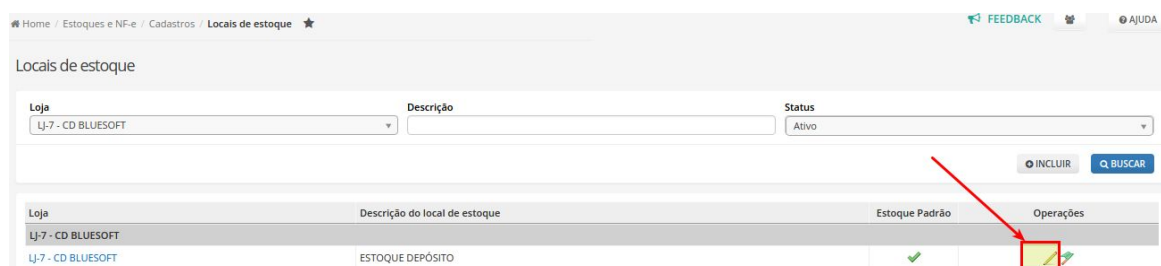 Home / Estoques e NF-e / Cadastros / Locais de estoque
FEEDBACK
AJUDA
Locais de estoque
Loja Descrição Status
LJ-7 - CD BLUESOFT Ativo
INCLUIR BUSCAR
Loja Descrição do local de estoque Estoque Padrão Operações
LJ-7 - CD BLUESOFT
LJ-7 - CD BLUESOFT ESTOQUE DEPÓSITO